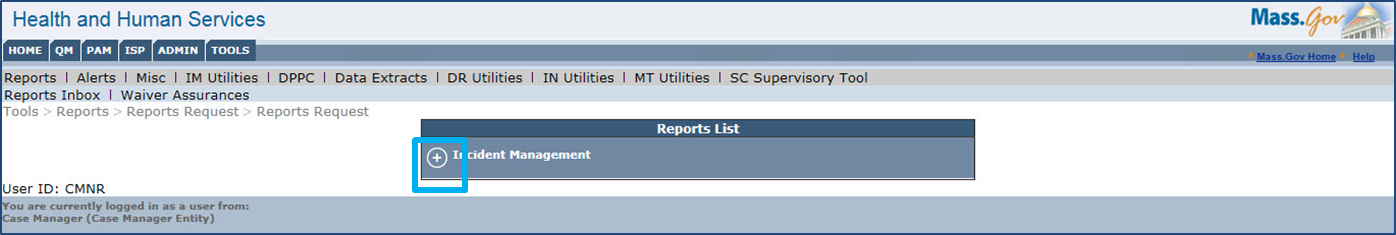 Health and Human Services
Mass.Gov
HOME QM PAM ISP ADMIN TOOLS
Mass.Gov Home Help
Reports | Alerts | Misc | IM Utilities | DPPC | Data Extracts | DR Utilities | IN Utilities | MT Utilities | SC Supervisory Tool
Reports Inbox | Waiver Assurances
Tools > Reports > Reports Request > Reports Request
Reports List
Incident Management
User ID: CMNR
You are currently logged in as a user from:
Case Manager (Case Manager Entity)